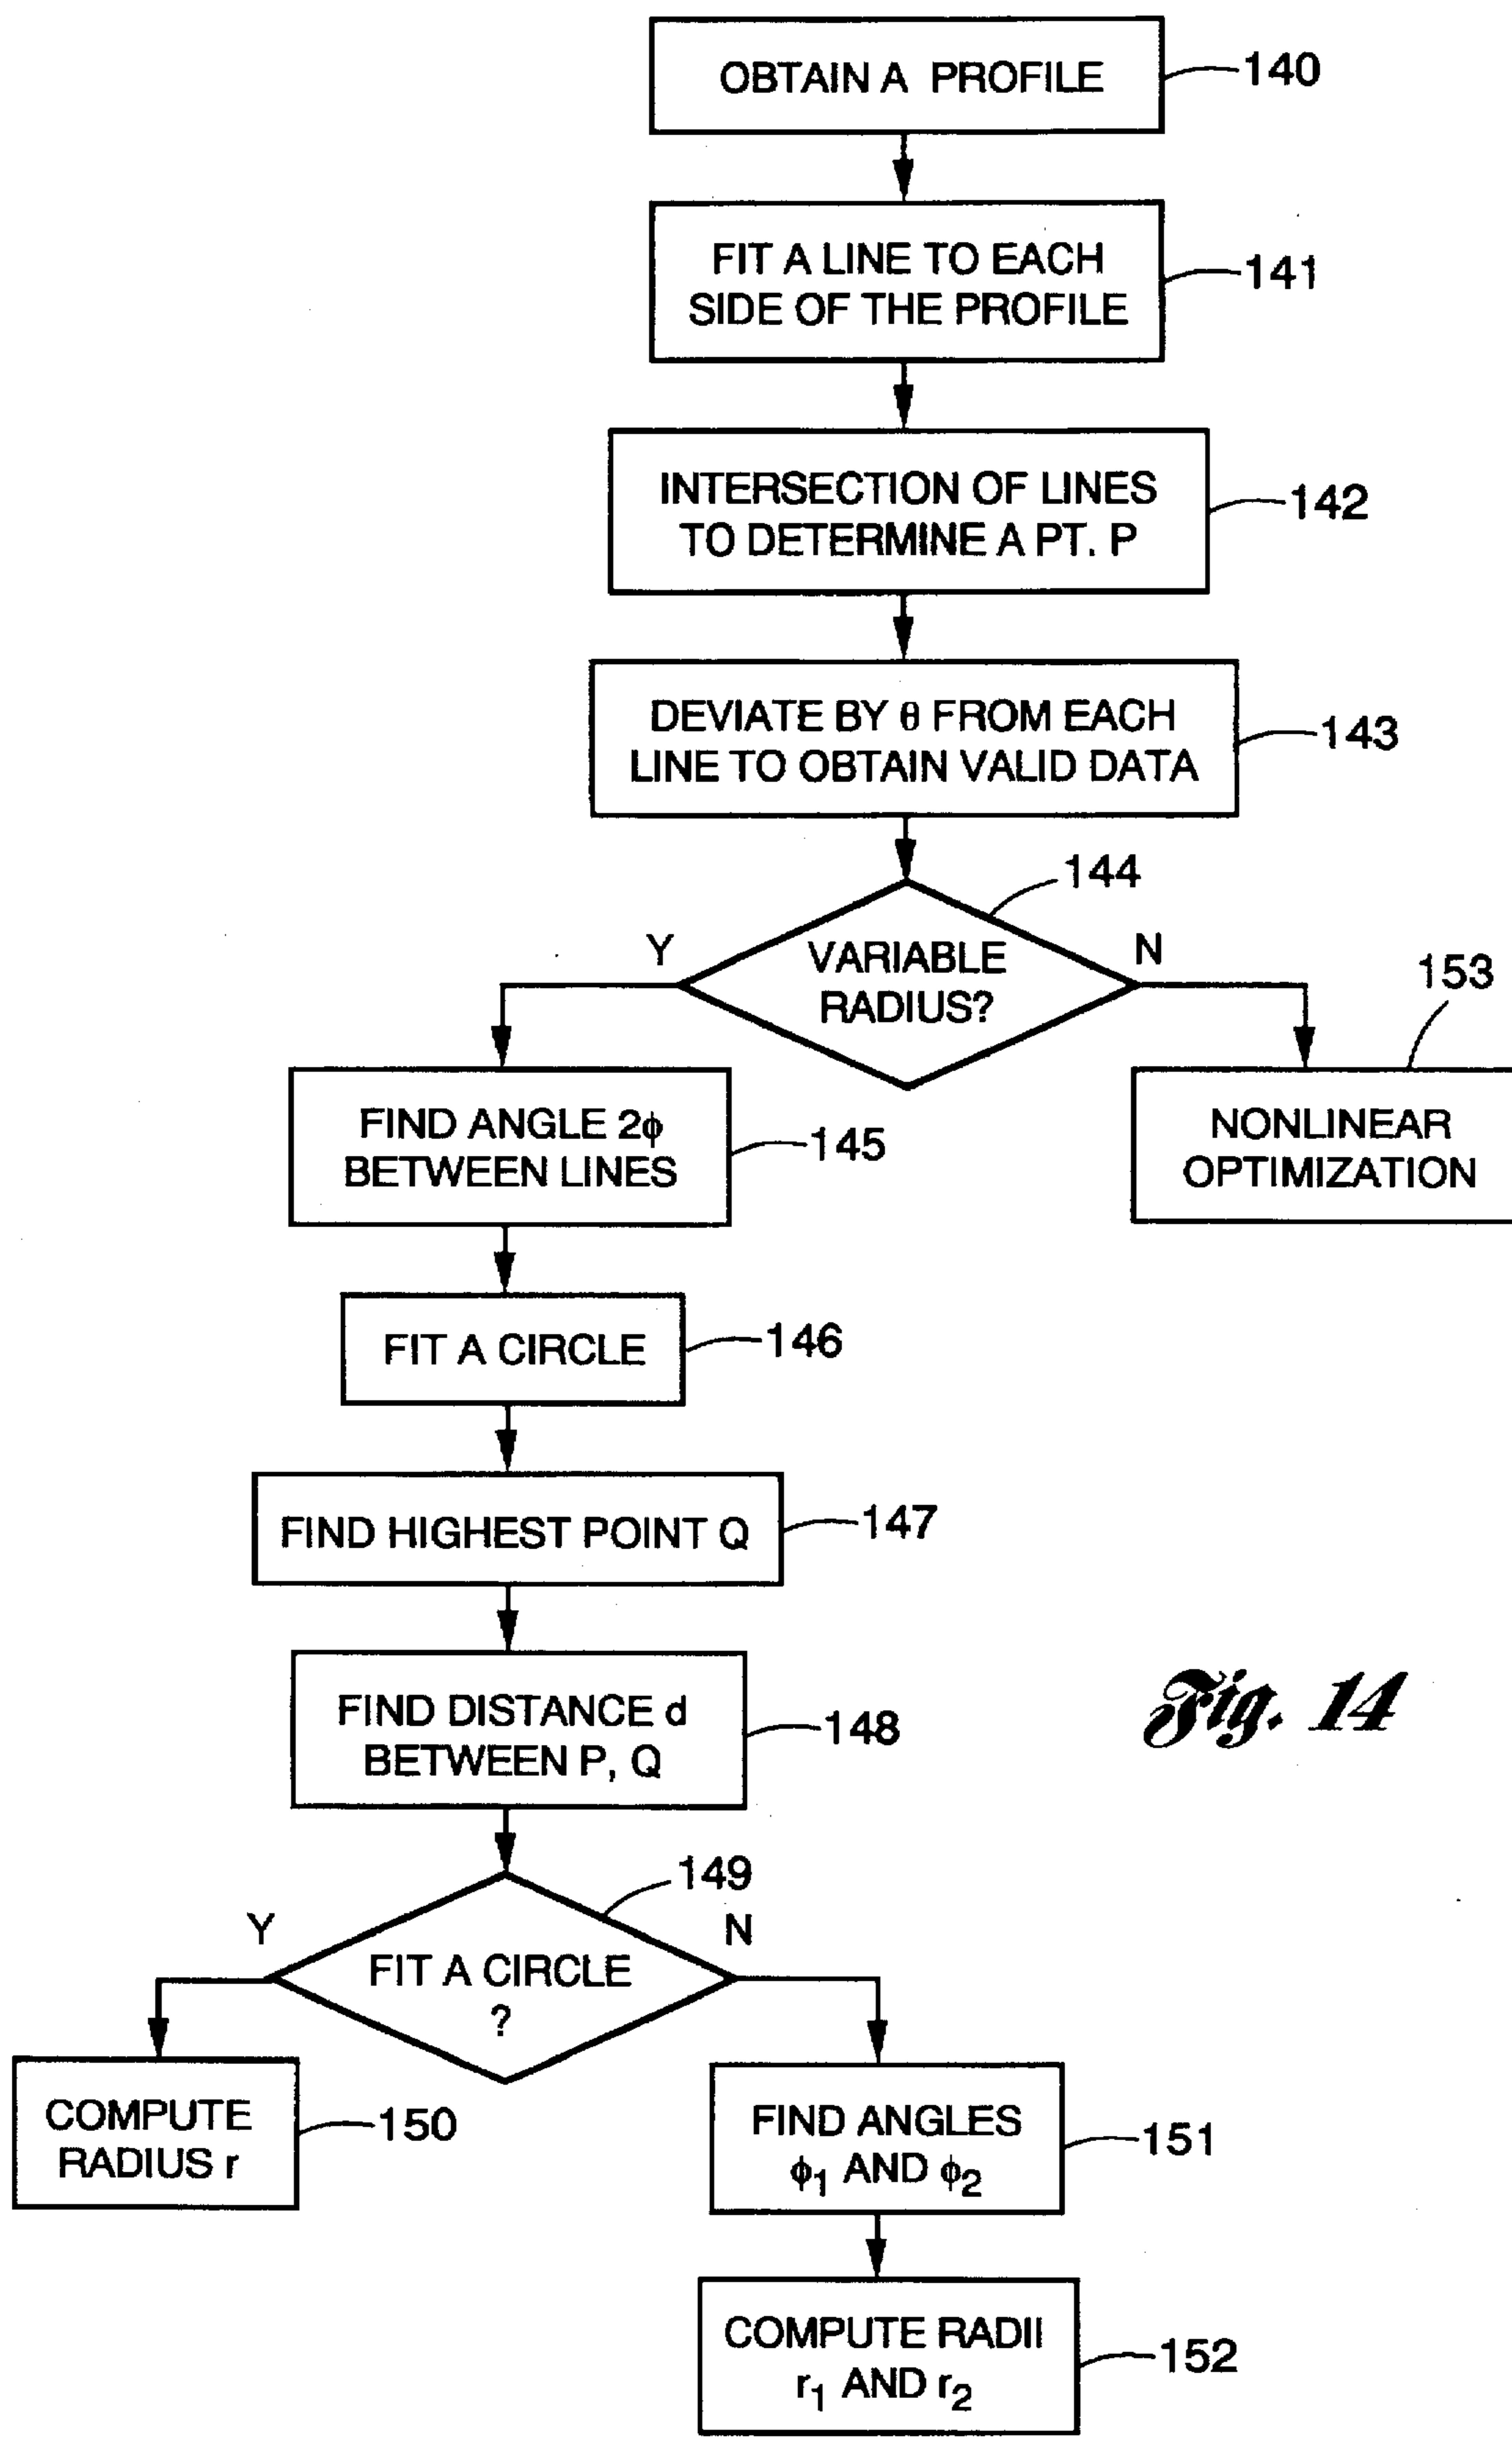 OBTAIN A PROFILE
140
FIT A LINE TO EACH
SIDE OF THE PROFILE
141
INTERSECTION OF LINES
TO DETERMINE A PT. P
142
DEVIATE BY θ FROM EACH
LINE TO OBTAIN VALID DATA
143
144
Y
VARIABLE
RADIUS?
N
153
FIND ANGLE 2ϕ
BETWEEN LINES
145
NONLINEAR
OPTIMIZATION
FIT A CIRCLE
146
FIND HIGHEST POINT Q
147
FIND DISTANCE d
BETWEEN P, Q
148
Fig. 14
149
Y
FIT A CIRCLE
?
N
COMPUTE
RADIUS r
150
FIND ANGLES
ϕ₁ AND ϕ₂
151
COMPUTE RADII
r₁ AND r₂
152